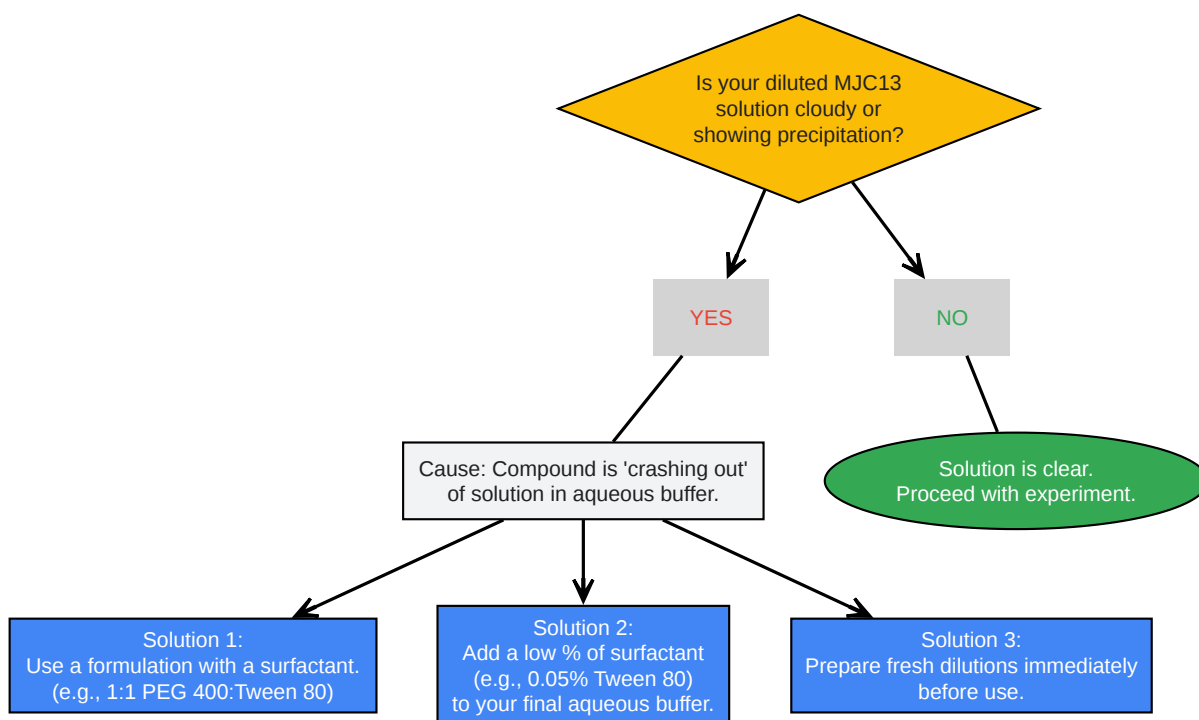 Is your diluted MJC13
solution cloudy or
showing precipitation?
YES
NO
Cause: Compound is 'crashing out'
of solution in aqueous buffer.
Solution is clear.
Proceed with experiment.
Solution 1:
Use a formulation with a surfactant.
(e.g., 1:1 PEG 400:Tween 80)
Solution 2:
Add a low % of surfactant
(e.g., 0.05% Tween 80)
to your final aqueous buffer.
Solution 3:
Prepare fresh dilutions immediately
before use.